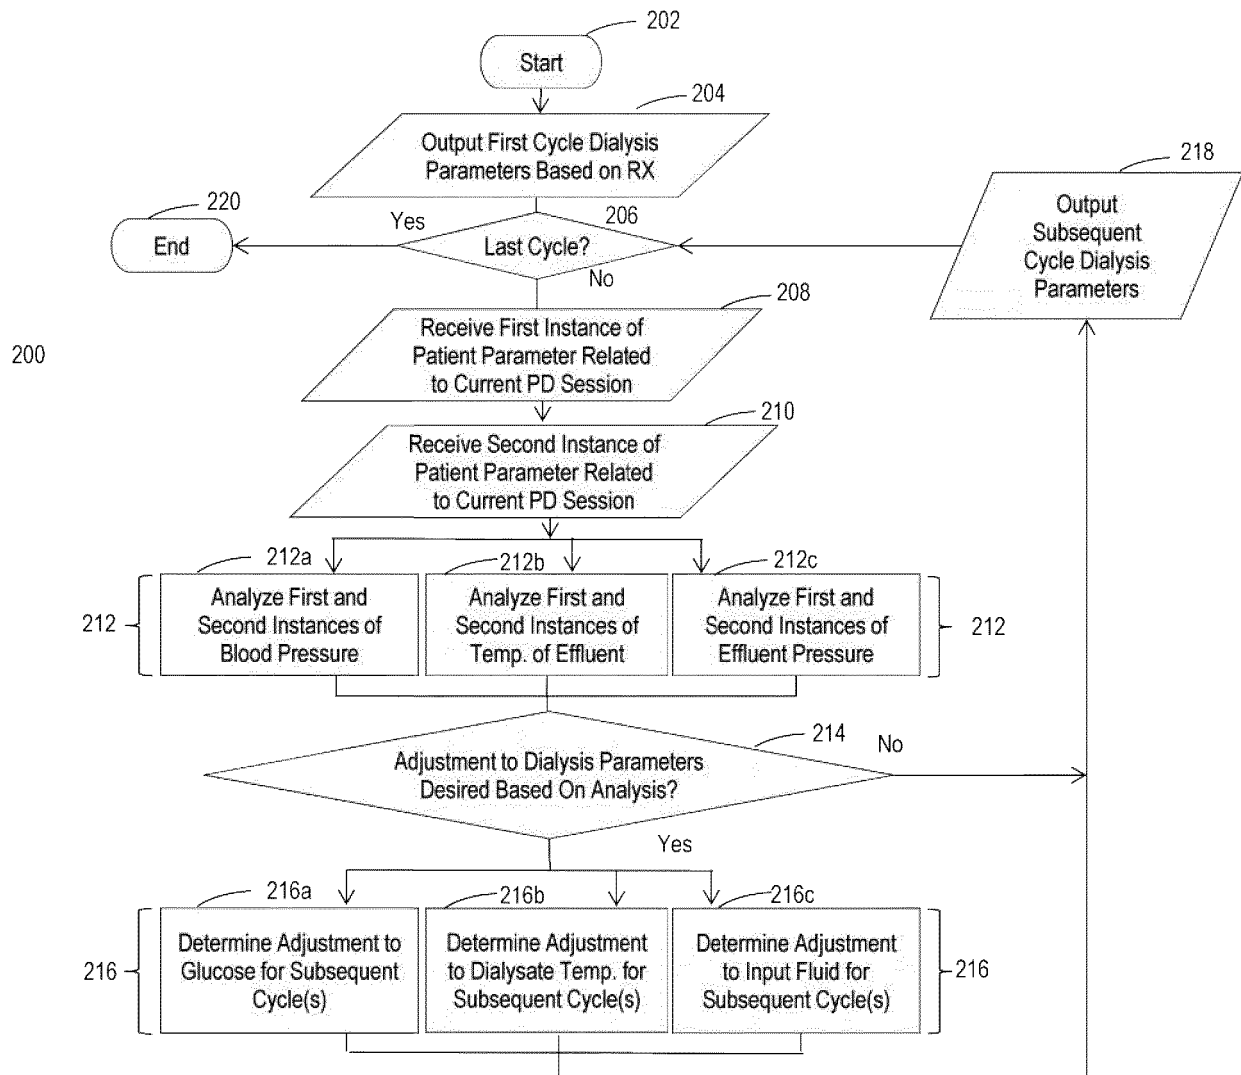 202
Start
204
Output First Cycle Dialysis
Parameters Based on RX
218
Output
Subsequent
Cycle Dialysis
Parameters
220
End
Yes
206
Last Cycle?
No
208
Receive First Instance of
Patient Parameter Related
to Current PD Session
200
210
Receive Second Instance of
Patient Parameter Related
to Current PD Session
212
212a
Analyze First and
Second Instances of
Blood Pressure
212b
Analyze First and
Second Instances of
Temp. of Effluent
212c
Analyze First and
Second Instances of
Effluent Pressure
212
214
Adjustment to Dialysis Parameters
Desired Based On Analysis?
No
Yes
216
216a
Determine Adjustment to
Glucose for Subsequent
Cycle(s)
216b
Determine Adjustment
to Dialysate Temp. for
Subsequent Cycle(s)
216c
Determine Adjustment
to Input Fluid for
Subsequent Cycle(s)
216